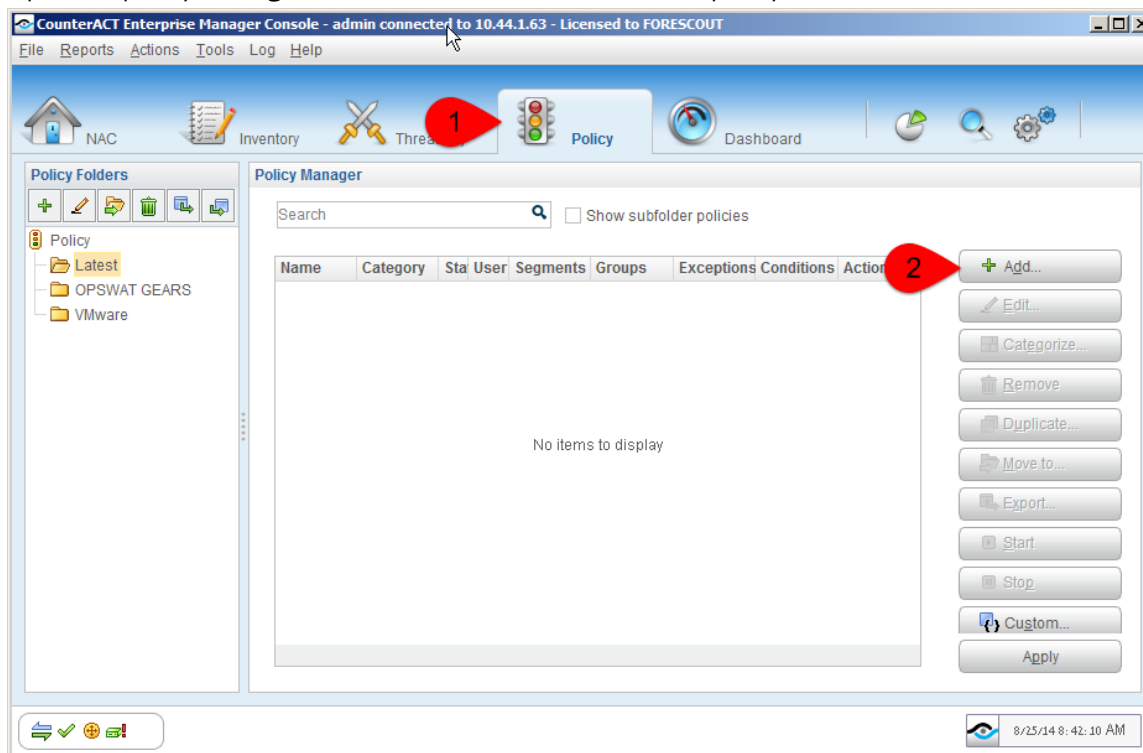 CounterACT Enterprise Manager Console - admin connected to 10.44.1.63 - Licensed to FORESCOUT
File Reports Actions Tools Log Help
NAC Inventory 1 Policy Dashboard
Policy Folders
Policy
Latest
OPSWAT GEARS
VMware
Policy Manager
Search Show subfolder policies
Name Category Sta User Segments Groups Exceptions Conditions Action 2
No items to display
Add...
Edit...
Categorize...
Remove
Duplicate...
Move to...
Export...
Start
Stop
Custom...
Apply
8/25/14 8:42:10 AM